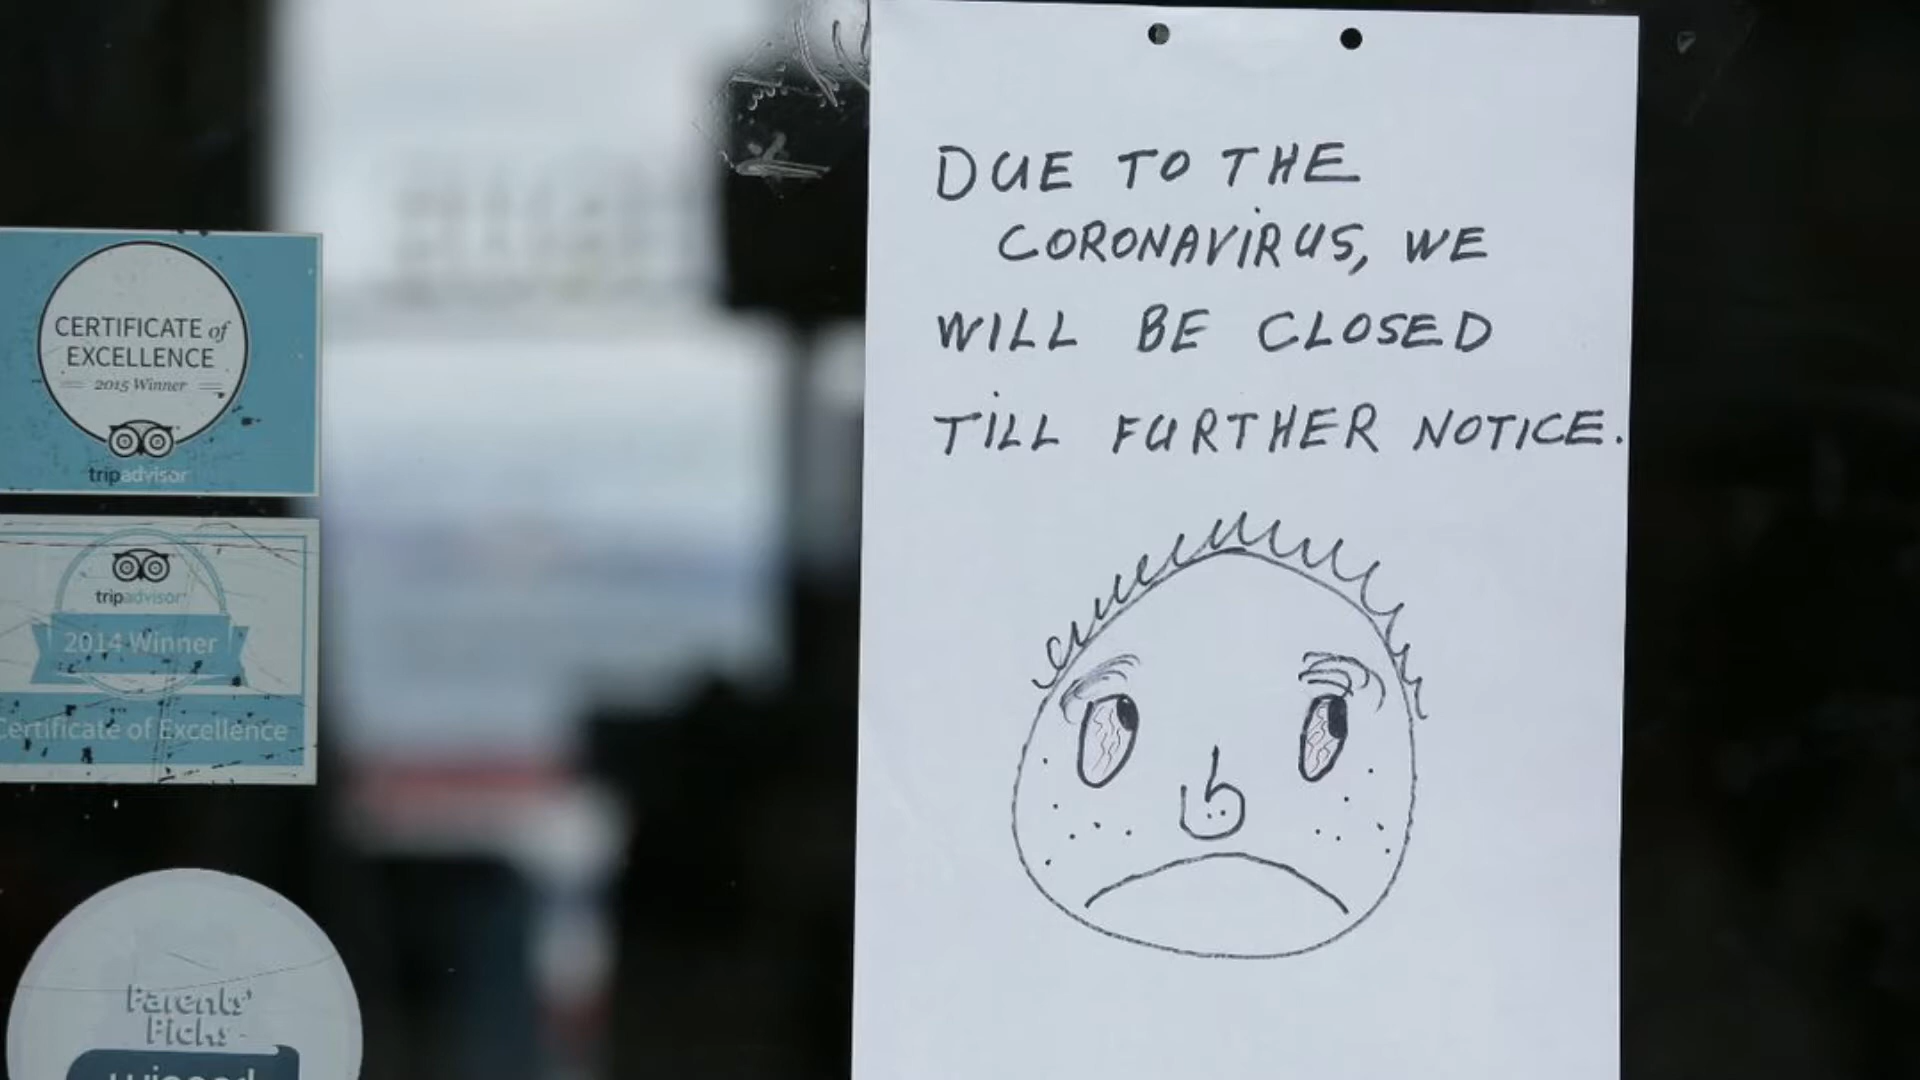 DUE TO THE
CORONAVIRUS, WE
WILL BE CLOSED
TILL FURTHER NOTICE.
CERTIFICATE of
EXCELLENCE
2015 Winner
tripadvisor
tripadvisor
2014 Winner
Certificate of Excellence
Parents'
Picks